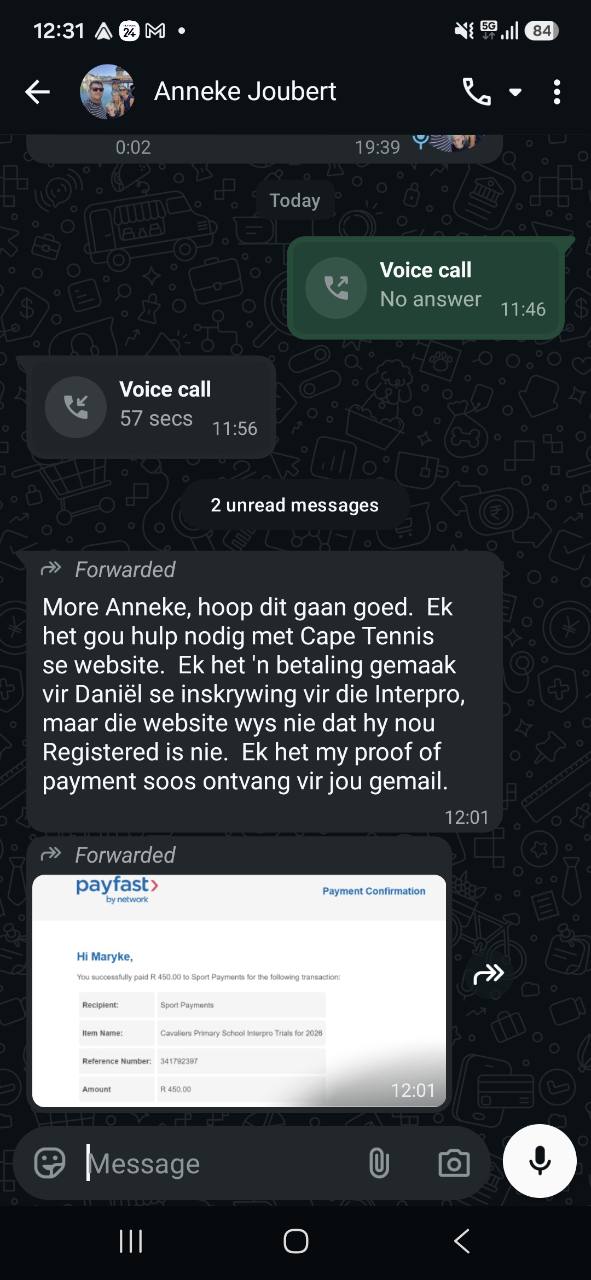 12:31
24
5G
84
Anneke Joubert
0:02
19:39
Today
Voice call
No answer
11:46
Voice call
57 secs
11:56
2 unread messages
Forwarded
More Anneke, hoop dit gaan goed.  Ek
het gou hulp nodig met Cape Tennis
se website.  Ek het 'n betaling gemaak
vir Daniël se inskrywing vir die Interpro,
maar die website wys nie dat hy nou
Registered is nie.  Ek het my proof of
payment soos ontvang vir jou gemail.
12:01
Forwarded
payfast
by network
Payment Confirmation
Hi Maryke,
You successfully paid R 450.00 to Sport Payments for the following transaction:
Recipient: Sport Payments
Item Name: Cavaliers Primary School Interpro Trials for 2026
Reference Number: 341792397
Amount R 450.00
12:01
Message